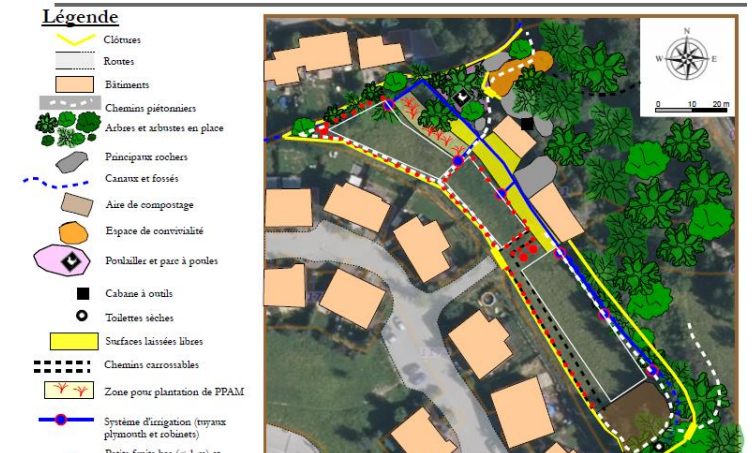 Légende
Clôtures
Routes
Bâtiments
Chemins piétonniers
Arbres et arbustes en place
Principaux rochers
Canaux et fossés
Aire de compostage
Espace de convivialité
Poulailler et parc à poules
Cabane à outils
Toilettes sèches
Surfaces laissées libres
Chemins carrossables
Zone pour plantation de PPAM
Système d'irrigation (tuyaux
plymouth et robinets)
N
W
E
S
0 10 20 m